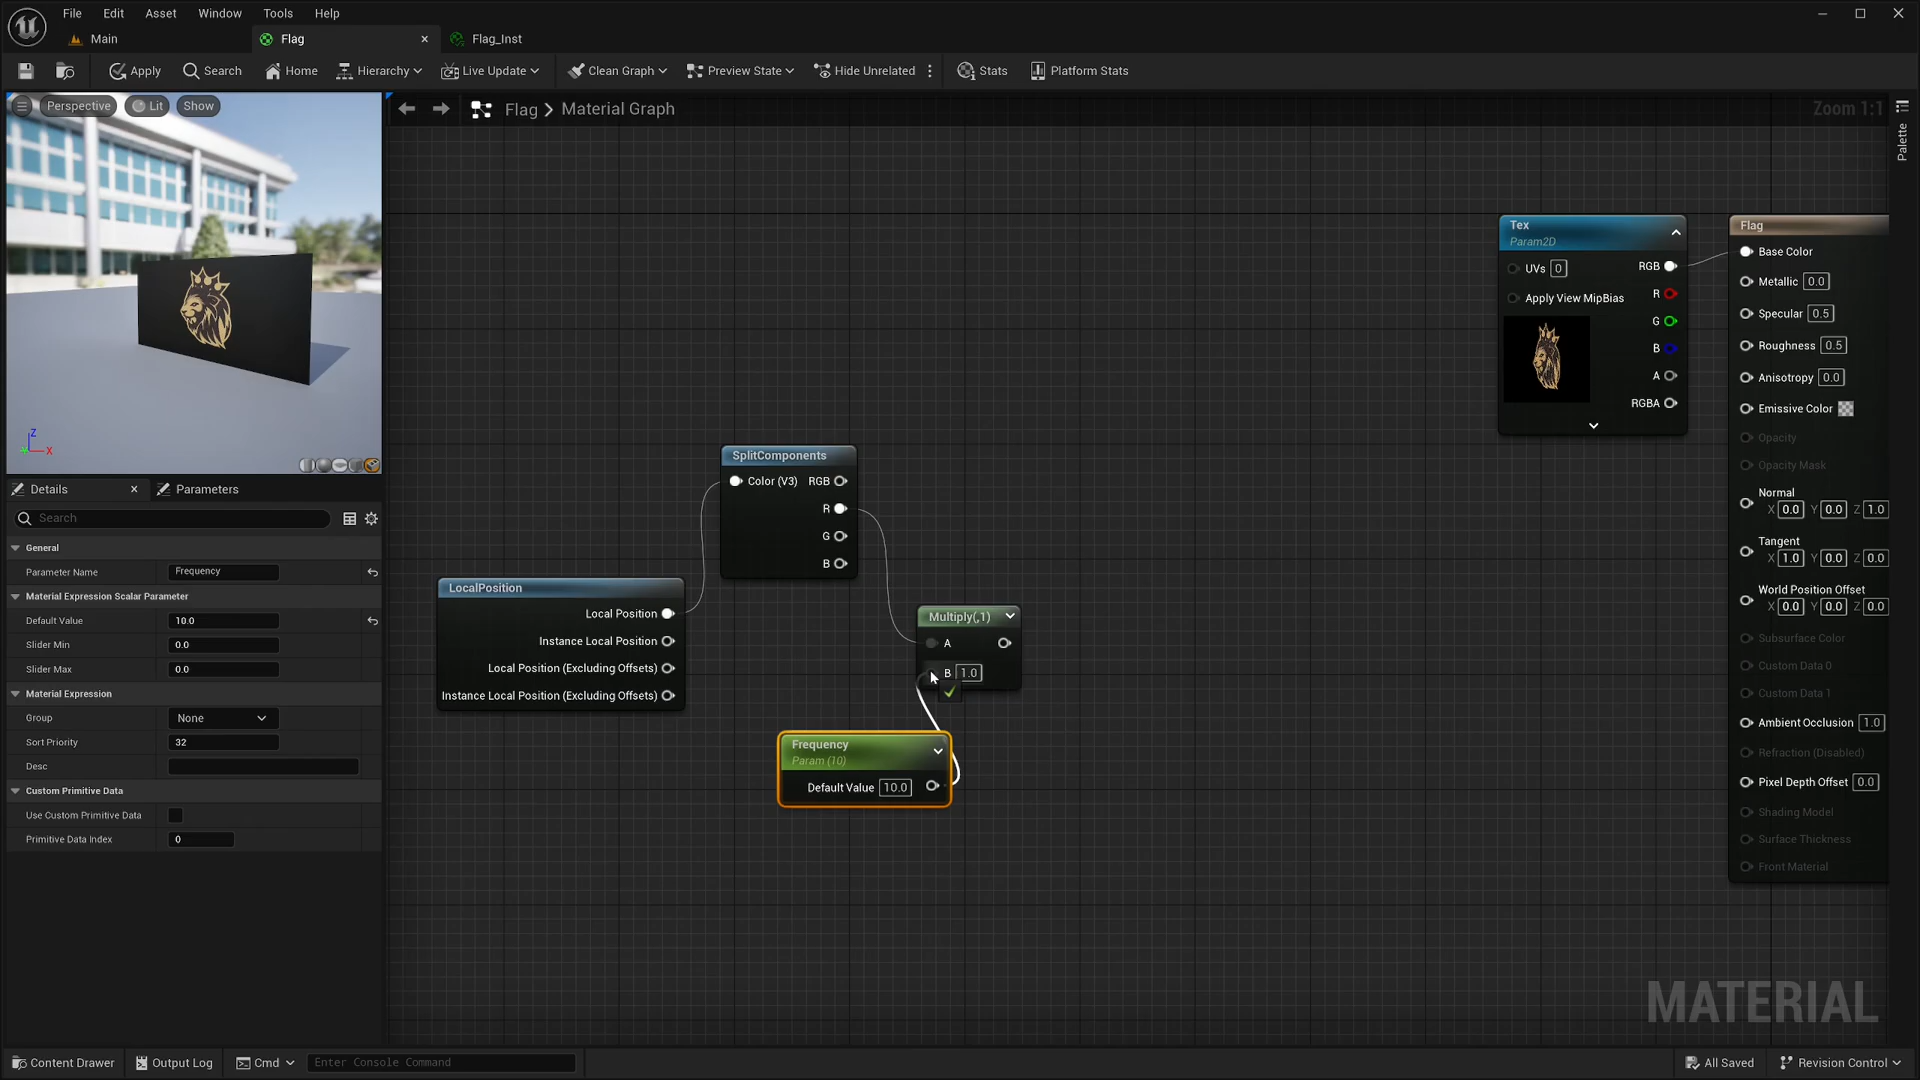 File Edit Asset Window Tools Help
Main
Flag
Flag_Inst
Apply Search Home Hierarchy Live Update Clean Graph Preview State Hide Unrelated Stats Platform Stats
Perspective Lit Show
Flag > Material Graph
Zoom 1:1
Palette
Z
X
Details
Parameters
Search
General
Parameter Name Frequency
Material Expression Scalar Parameter
Default Value 10.0
Slider Min 0.0
Slider Max 0.0
Material Expression
Group None
Sort Priority 32
Desc
Custom Primitive Data
Use Custom Primitive Data
Primitive Data Index 0
LocalPosition
Local Position
Instance Local Position
Local Position (Excluding Offsets)
Instance Local Position (Excluding Offsets)
SplitComponents
Color (V3) RGB
R
G
B
Multiply(,1)
A
B 1.0
Frequency
Param (10)
Default Value 10.0
Tex
Param2D
UVs 0 RGB
Apply View MipBias R
G
B
A
RGBA
Flag
Base Color
Metallic 0.0
Specular 0.5
Roughness 0.5
Anisotropy 0.0
Emissive Color
Opacity
Opacity Mask
Normal
X 0.0 Y 0.0 Z 1.0
Tangent
X 1.0 Y 0.0 Z 0.0
World Position Offset
X 0.0 Y 0.0 Z 0.0
Subsurface Color
Custom Data 0
Custom Data 1
Ambient Occlusion 1.0
Refraction (Disabled)
Pixel Depth Offset 0.0
Shading Model
Surface Thickness
Front Material
MATERIAL
Content Drawer Output Log Cmd Enter Console Command All Saved Revision Control